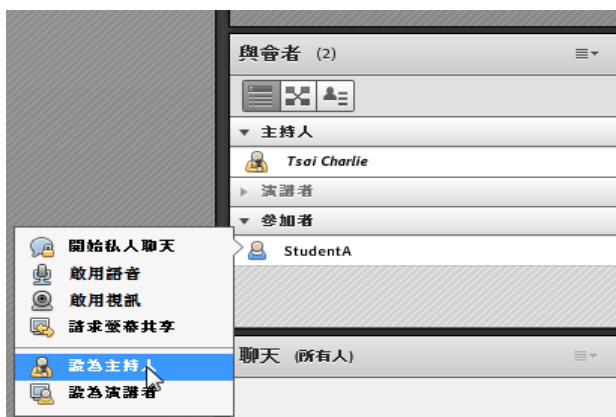 與會者 (2)
主持人
Tsai Charlie
演講者
參加者
StudentA
開始私人聊天
啟用語音
啟用視訊
請求螢幕共享
設為主持人
設為演講者
聊天 (所有人)